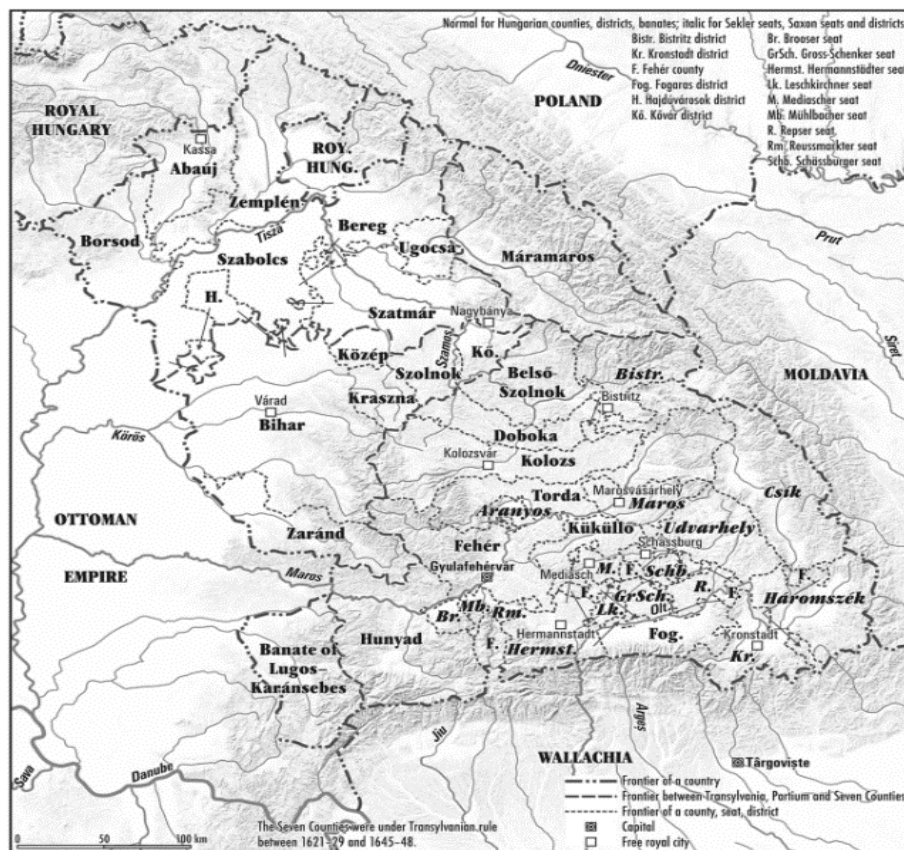 Normal for Hungarian counties, districts, banates; italic for Sekler seats, Saxon seats and districts
Bistr. Bistritz district
Kr. Kronstadt district
F. Fehér county
Fog. Fogaras district
H. Hajdúvárosok district
Kő. Kővár district
Br. Brooser seat
GrSch. Gross-Schenker seat
Hermst. Hermannstädter seat
Lk. Leschkirchner seat
M. Mediascher seat
Mb. Mühlbacher seat
R. Repser seat
Rm. Reussmarkter seat
Schb. Schässburger seat
Dniester
ROYAL
HUNGARY
POLAND
Kassa
Abaúj
ROY.
HUNG.
Zemplén
Borsod
Tisza
Bereg
Ugocsa
Szabolcs
Máramaros
Prut
H.
Szatmár
Nagybánya
Siret
Közép
Szolnok
Szamos
Kő.
Belső
Szolnok
Bistr.
MOLDAVIA
Kraszna
Várad
Bihar
Bistritz
Körös
Doboka
Kolozsvár
Kolozs
Torda
Marosvásárhely
Maros
Csík
Aranyos
OTTOMAN
Küküllő
Udvarhely
Zaránd
Fehér
Schässburg
EMPIRE
Maros
Gyulafehérvár
Mediasch
M.
F.
Schb.
F.
F.
GrSch.
R.
F.
Háromszék
Br.
Mb.
Rm.
Lk.
Olt
Hunyad
Hermannstadt
Fog.
Kronstadt
Banate of
Lugos–
Karánsebes
F.
Hermst.
Kr.
Jiu
Argeş
Sava
Danube
WALLACHIA
Târgovişte
Frontier of a country
Frontier between Transylvania, Partium and Seven Counties
Frontier of a county, seat, district
Capital
Free royal city
0 50 100 km
The Seven Counties were under Transylvanian rule
between 1621–29 and 1645–48.